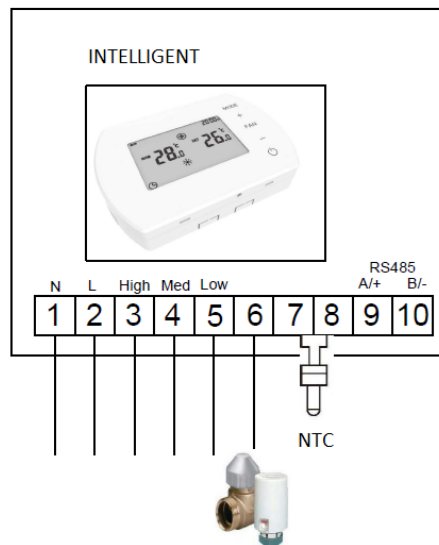 INTELLIGENT
MODE
+
FAN
−
-28.0 ℃
-26.0 ℃
RS485
N L High Med Low A/+ B/-
1 2 3 4 5 6 7 8 9 10
NTC